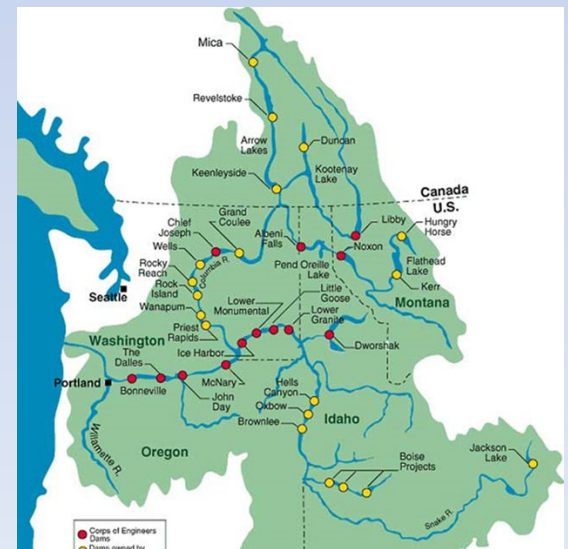 Mica
Revelstoke
Arrow
Lakes
Duncan
Kootenay
Lake
Keenleyside
Canada
U.S.
Grand
Coulee
Chief
Joseph
Albeni
Falls
Libby
Hungry
Horse
Wells
Noxon
Rocky
Reach
Columbia R.
Pend Oreille
Lake
Flathead
Lake
Rock
Island
Kerr
Seattle
Wanapum
Little
Goose
Montana
Lower
Monumental
Lower
Granite
Priest
Rapids
Washington
Ice Harbor
Dworshak
The
Dalles
Portland
Bonneville
McNary
John
Day
Hells
Canyon
Oxbow
Idaho
Brownlee
Willamette R.
Oregon
Boise
Projects
Jackson
Lake
Snake R.
Corps of Engineers
Dams
Dams owned by